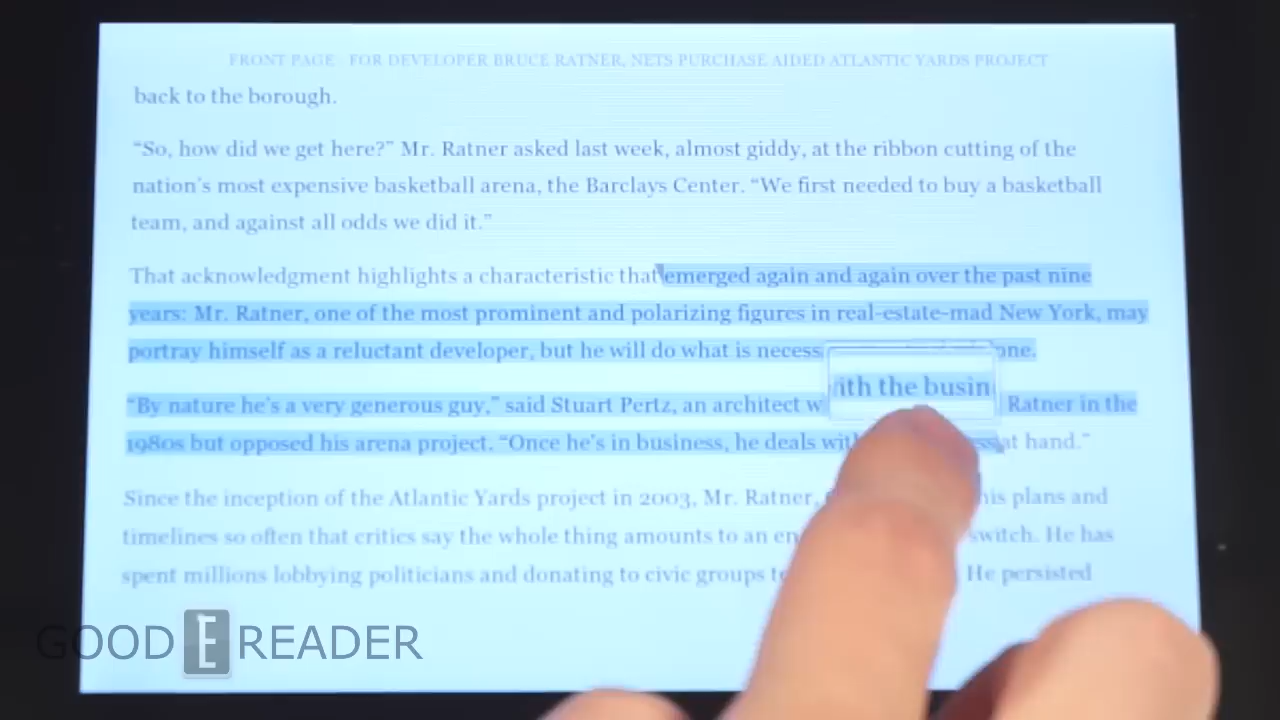 FRONT PAGE FOR DEVELOPER BRUCE RATNER, NETS PURCHASE AIDED ATLANTIC YARDS PROJECT
back to the borough.
“So, how did we get here?” Mr. Ratner asked last week, almost giddy, at the ribbon cutting of the
nation’s most expensive basketball arena, the Barclays Center. “We first needed to buy a basketball
team, and against all odds we did it.”
That acknowledgment highlights a characteristic that emerged again and again over the past nine
years: Mr. Ratner, one of the most prominent and polarizing figures in real-estate-mad New York, may
portray himself as a reluctant developer, but he will do what is one.
ith the busin
“By nature he’s a very generous guy,” said Stuart Pertz, an architect Ratner in the
1980s but opposed his arena project. “Once he’s in business, he deals with at hand.”
Since the inception of the Atlantic Yards project in 2003, Mr. Ratner, his plans and
timelines so often that critics say the whole thing amounts to an switch. He has
spent millions lobbying politicians and donating to civic groups He persisted
GOOD E READER